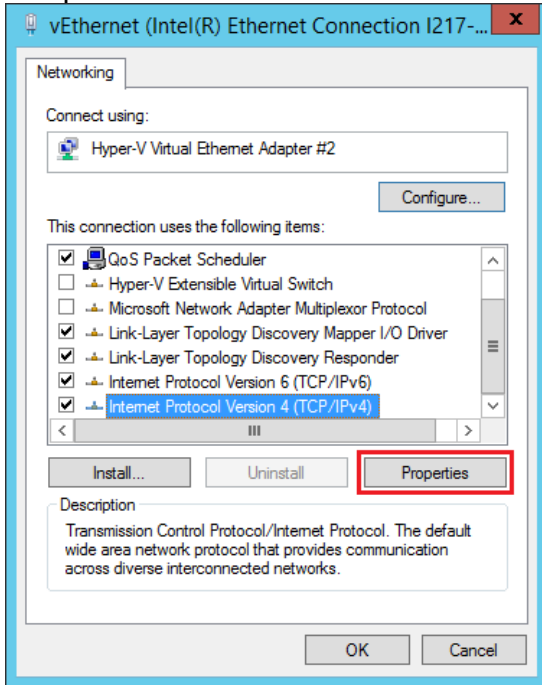 vEthernet (Intel(R) Ethernet Connection I217-...
Networking
Connect using:
Hyper-V Virtual Ethernet Adapter #2
Configure...
This connection uses the following items:
QoS Packet Scheduler
Hyper-V Extensible Virtual Switch
Microsoft Network Adapter Multiplexor Protocol
Link-Layer Topology Discovery Mapper I/O Driver
Link-Layer Topology Discovery Responder
Internet Protocol Version 6 (TCP/IPv6)
Internet Protocol Version 4 (TCP/IPv4)
Install... Uninstall Properties
Description
Transmission Control Protocol/Internet Protocol. The default
wide area network protocol that provides communication
across diverse interconnected networks.
OK Cancel